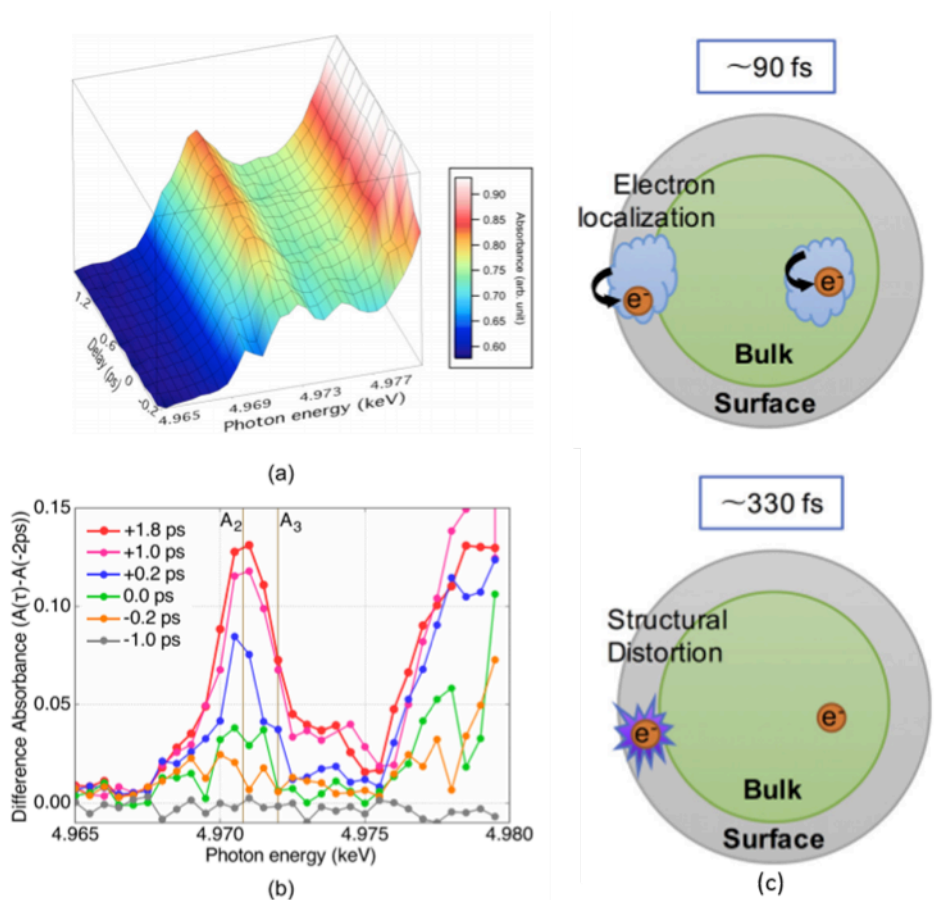 0.90
0.85
0.80
0.75
0.70
0.65
0.60
Absorbance (arb. unit)
1.2
0.6
0
-0.2
Delay (ps)
4.965
4.969
4.973
4.977
Photon energy (keV)
(a)
~90 fs
Electron
localization
e-
e-
Bulk
Surface
0.15
0.10
0.05
0.00
Difference Absorbance (A(τ)-A(-2ps))
+1.8 ps
+1.0 ps
+0.2 ps
0.0 ps
-0.2 ps
-1.0 ps
A2
A3
4.965
4.970
4.975
4.980
Photon energy (keV)
(b)
~330 fs
Structural
Distortion
e-
e-
Bulk
Surface
(c)